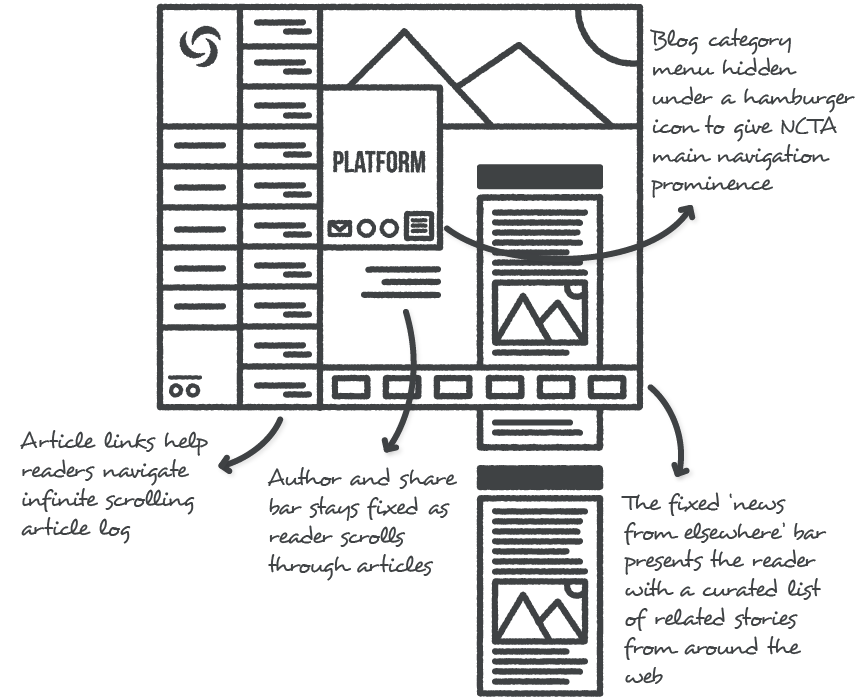 Blog category
menu hidden
under a hamburger
icon to give NCTA
main navigation
prominence
PLATFORM
Article links help
readers navigate
infinite scrolling
article log
Author and share
bar stays fixed as
reader scrolls
through articles
The fixed 'news
from elsewhere' bar
presents the reader
with a curated list
of related stories
from around the
web